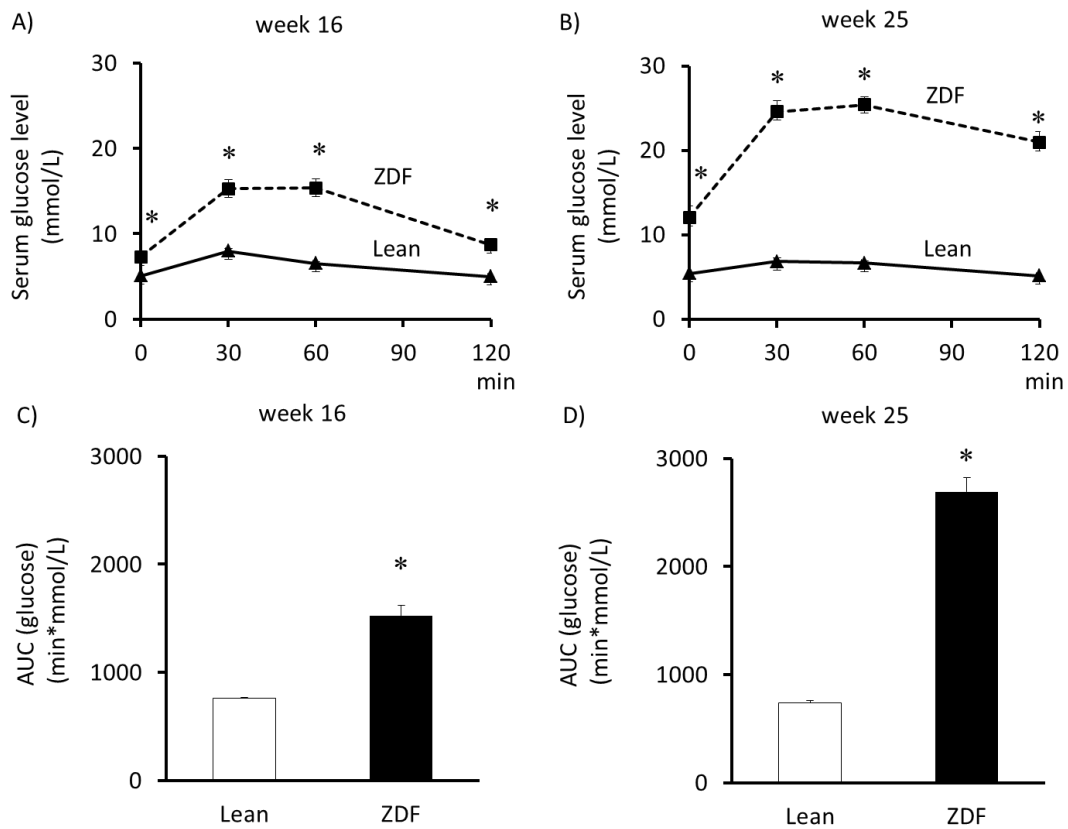 A)
week 16
Serum glucose level
(mmol/L)
30
20
10
0
*
*
*
*
ZDF
Lean
0 30 60 90 120
min
B)
week 25
Serum glucose level
(mmol/L)
30
20
10
0
*
*
*
*
ZDF
Lean
0 30 60 90 120
min
C)
week 16
AUC (glucose)
(min*mmol/L)
3000
2000
1000
0
*
Lean ZDF
D)
week 25
AUC (glucose)
(min*mmol/L)
3000
2000
1000
0
*
Lean ZDF